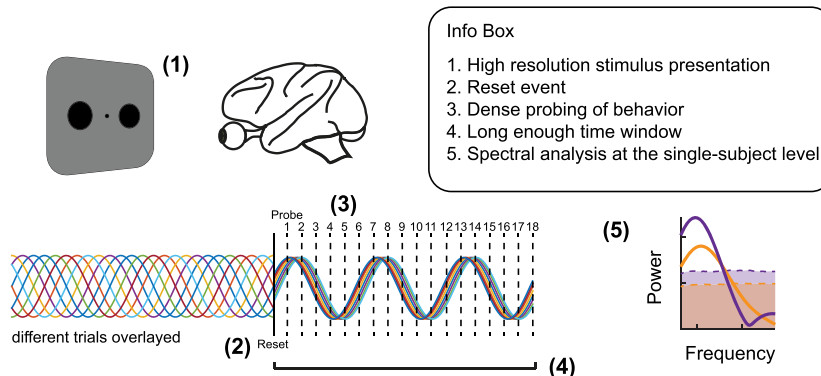 (1)
Info Box
1. High resolution stimulus presentation
2. Reset event
3. Dense probing of behavior
4. Long enough time window
5. Spectral analysis at the single-subject level
(3)
Probe
1 2 3 4 5 6 7 8 9 10 11 12 13 14 15 16 17 18
(5)
Power
different trials overlayed
(2)
Reset
Frequency
(4)